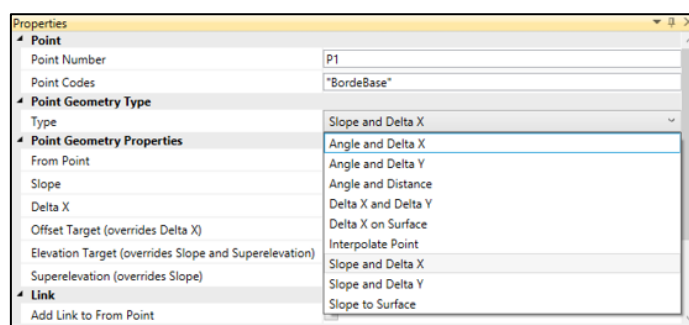 Properties
Point
Point Number P1
Point Codes "BordeBase"
Point Geometry Type
Type Slope and Delta X
Point Geometry Properties Angle and Delta X
From Point Angle and Delta Y
Slope Angle and Distance
Delta X Delta X and Delta Y
Offset Target (overrides Delta X) Delta X on Surface
Interpolate Point
Elevation Target (overrides Slope and Superelevation) Slope and Delta X
Superelevation (overrides Slope) Slope and Delta Y
Link Slope to Surface
Add Link to From Point